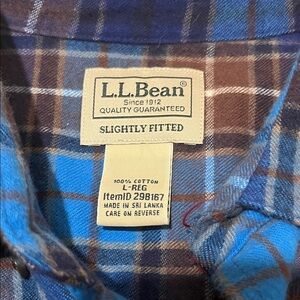 L.L.Bean®
Since 1912
QUALITY GUARANTEED
SLIGHTLY FITTED
100% COTTON
L-REG
ItemID 298167
MADE IN SRI LANKA
CARE ON REVERSE